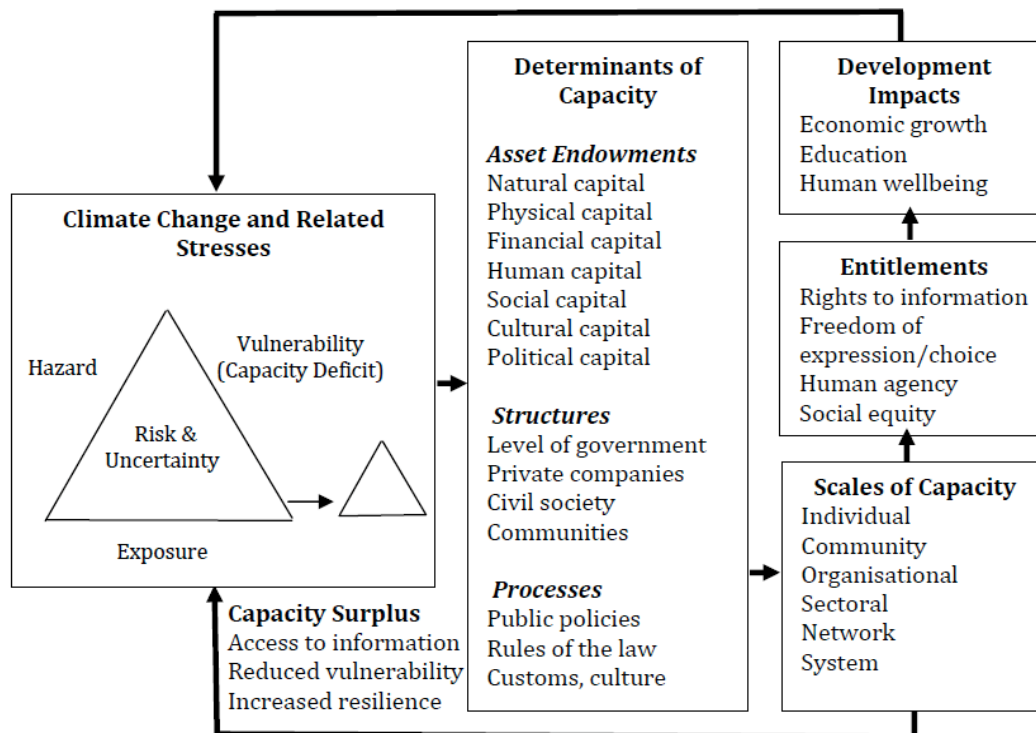 Climate Change and Related
Stresses
Hazard
Vulnerability
(Capacity Deficit)
Risk &
Uncertainty
Exposure
Capacity Surplus
Access to information
Reduced vulnerability
Increased resilience
Determinants of
Capacity
Asset Endowments
Natural capital
Physical capital
Financial capital
Human capital
Social capital
Cultural capital
Political capital
Structures
Level of government
Private companies
Civil society
Communities
Processes
Public policies
Rules of the law
Customs, culture
Development
Impacts
Economic growth
Education
Human wellbeing
Entitlements
Rights to information
Freedom of
expression/choice
Human agency
Social equity
Scales of Capacity
Individual
Community
Organisational
Sectoral
Network
System